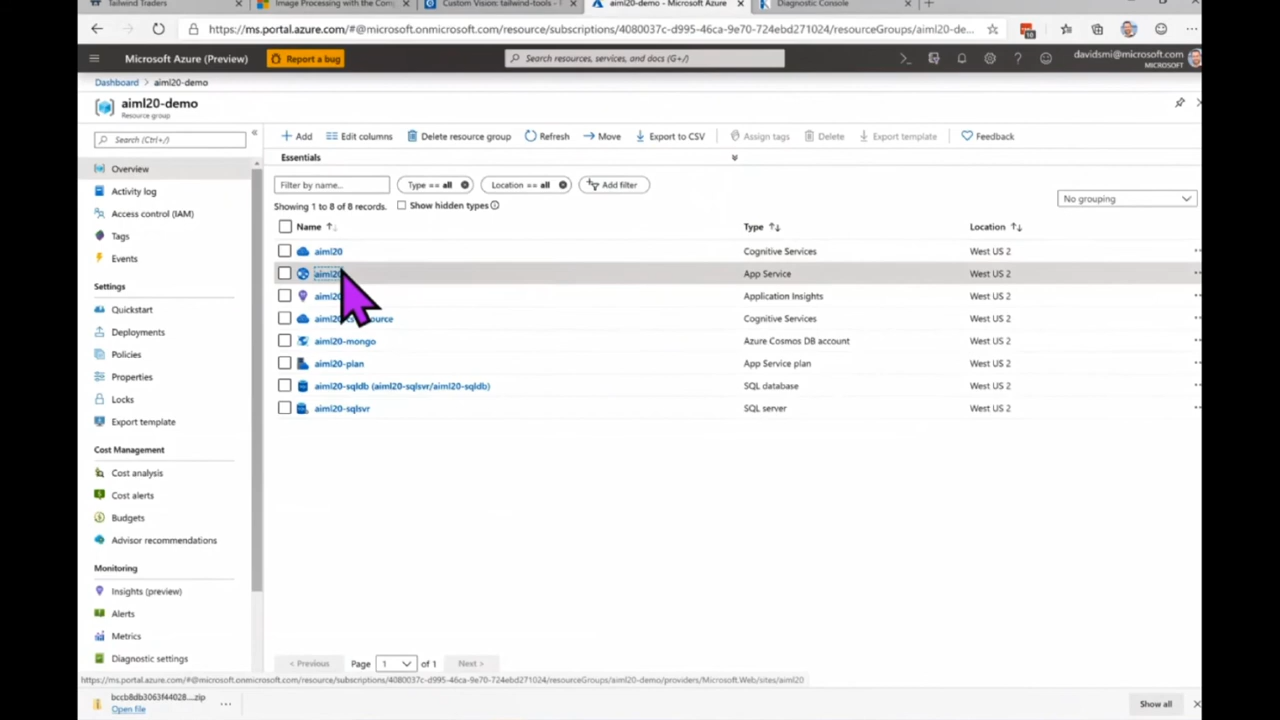 Tailwind Traders
Image Processing with the Com
Custom Vision: tailwind-tools -
aiml20-demo - Microsoft Azure
Diagnostic Console
https://ms.portal.azure.com/#@microsoft.onmicrosoft.com/resource/subscriptions/4080037c-d995-46ca-9e70-724ebd271024/resourceGroups/aiml20-de...
Microsoft Azure (Preview)
Report a bug
Search resources, services, and docs (G+/)
davidsmi@microsoft.com
MICROSOFT
Dashboard > aiml20-demo
aiml20-demo
Resource group
Search (Ctrl+/)
Add
Edit columns
Delete resource group
Refresh
Move
Export to CSV
Assign tags
Delete
Export template
Feedback
Essentials
Filter by name...
Type == all
Location == all
Add filter
Showing 1 to 8 of 8 records.
Show hidden types
No grouping
Name
Type
Location
aiml20
Cognitive Services
West US 2
aiml20
App Service
West US 2
aiml20
Application Insights
West US 2
Cognitive Services
West US 2
aiml20-mongo
Azure Cosmos DB account
West US 2
aiml20-plan
App Service plan
West US 2
aiml20-sqldb (aiml20-sqlsvr/aiml20-sqldb)
SQL database
West US 2
aiml20-sqlsvr
SQL server
West US 2
Overview
Activity log
Access control (IAM)
Tags
Events
Settings
Quickstart
Deployments
Policies
Properties
Locks
Export template
Cost Management
Cost analysis
Cost alerts
Budgets
Advisor recommendations
Monitoring
Insights (preview)
Alerts
Metrics
Diagnostic settings
< Previous
Page 1 of 1
Next >
https://ms.portal.azure.com/#@microsoft.onmicrosoft.com/resource/subscriptions/4080037c-d995-46ca-9e70-724ebd271024/resourceGroups/aiml20-demo/providers/Microsoft.Web/sites/aiml20
bccb8db3063f44028....zip
Open file
Show all